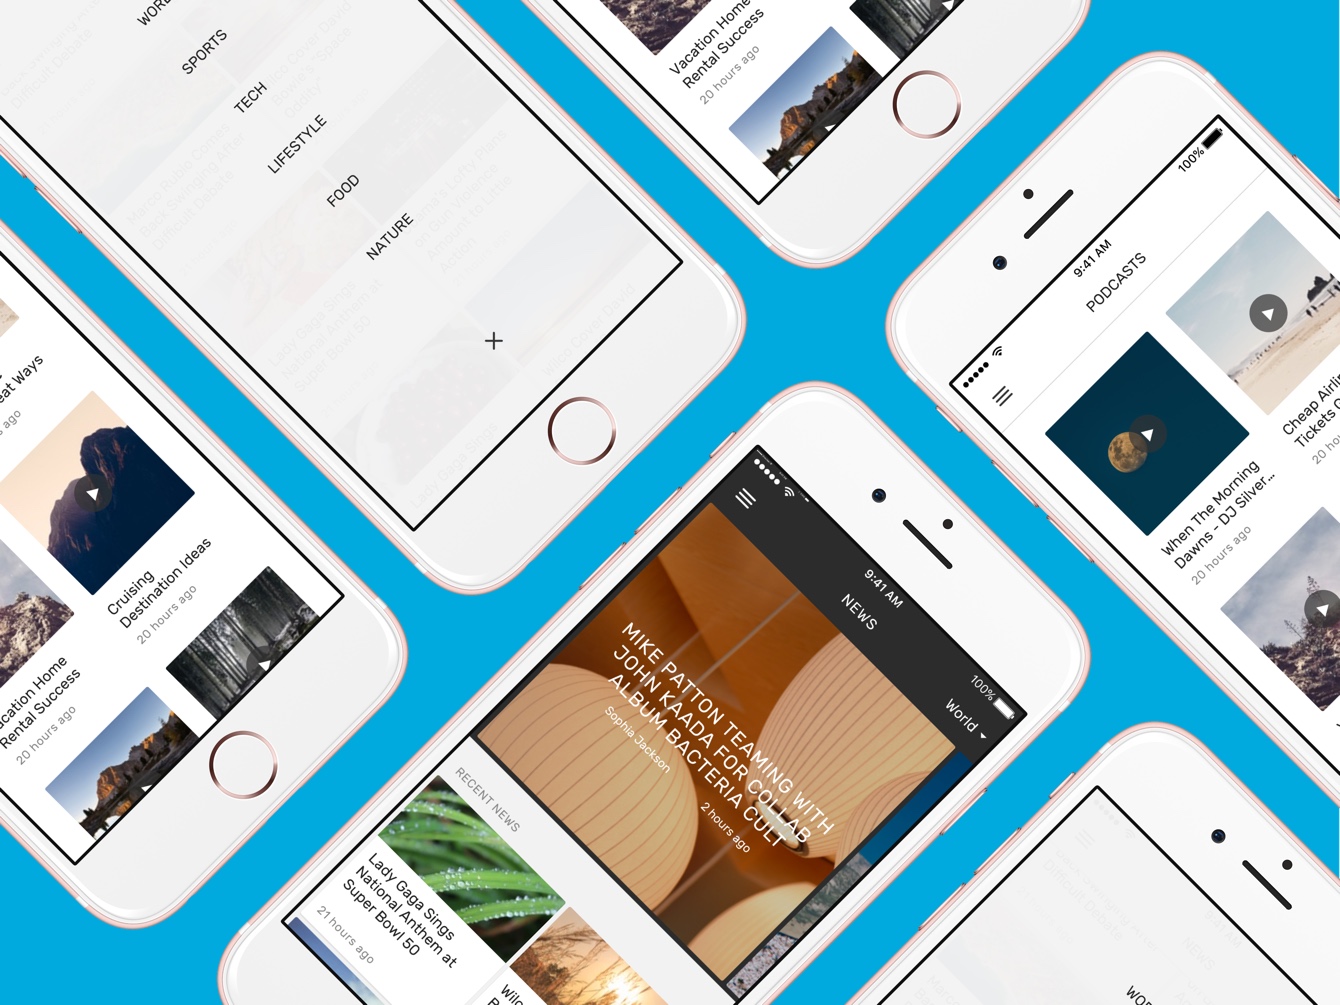 WORL
SPORTS
TECH
LIFESTYLE
FOOD
NATURE
Vacation Home
Rental Success
20 hours ago
100%
9:41 AM
PODCASTS
Cheap Airlin
Tickets
20 ho
When The Morning
Dawns - DJ Silver...
20 hours ago
eat Ways
s ago
Cruising
Destination Ideas
20 hours ago
cation Home
Rental Success
20 hours ago
9:41 AM
NEWS
100%
World
MIKE PATTON TEAMING WITH
JOHN KAADA FOR COLLAB
ALBUM BACTERIA CULT
Sophia Jackson
2 hours ago
RECENT NEWS
Lady Gaga Sings
National Anthem at
Super Bowl 50
21 hours ago
Wilc
WOR